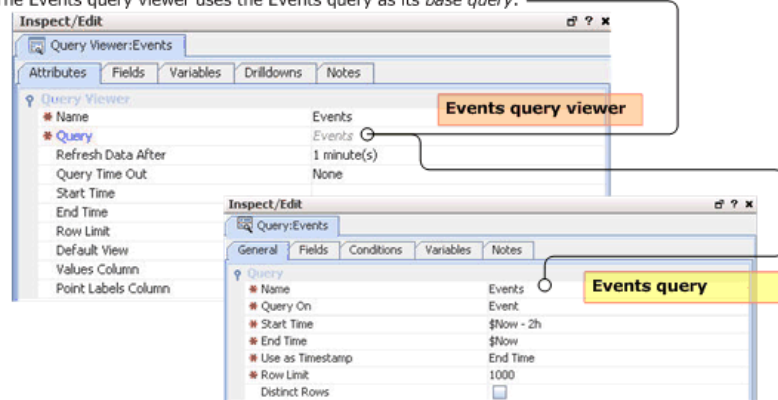 The Events query viewer uses the Events query as its base query.
Inspect/Edit
Query Viewer:Events
Attributes Fields Variables Drilldowns Notes
Query Viewer
Name Events
Query Events
Refresh Data After 1 minute(s)
Query Time Out None
Start Time
End Time
Row Limit
Default View
Values Column
Point Labels Column
Events query viewer
Inspect/Edit
Query:Events
General Fields Conditions Variables Notes
Query
Name Events
Query On Event
Start Time $Now - 2h
End Time $Now
Use as Timestamp End Time
Row Limit 1000
Distinct Rows
Events query